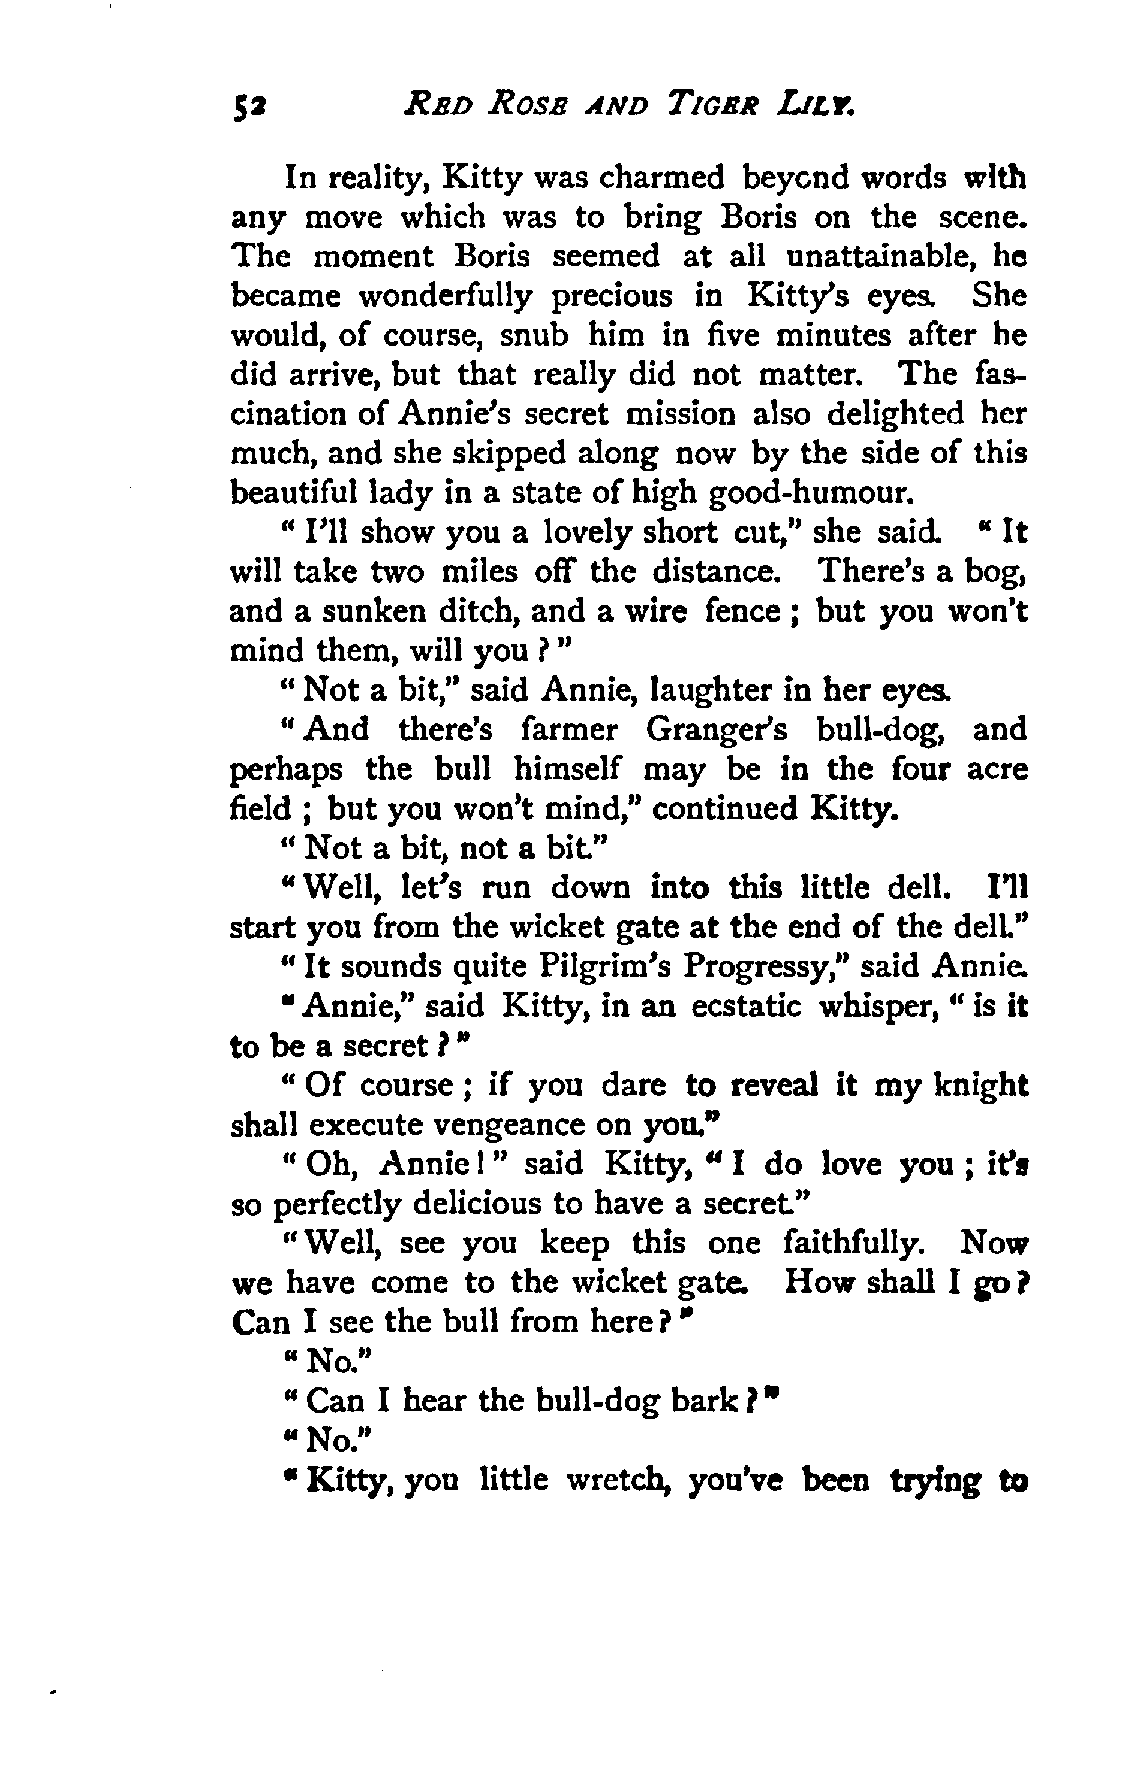 52 RED ROSE AND TIGER LILY.
In reality, Kitty was charmed beyond words with
any move which was to bring Boris on the scene.
The moment Boris seemed at all unattainable, he
became wonderfully precious in Kitty's eyes. She
would, of course, snub him in five minutes after he
did arrive, but that really did not matter. The fas-
cination of Annie's secret mission also delighted her
much, and she skipped along now by the side of this
beautiful lady in a state of high good-humour.
" I'll show you a lovely short cut," she said. " It
will take two miles off the distance. There's a bog,
and a sunken ditch, and a wire fence ; but you won't
mind them, will you ? "
" Not a bit," said Annie, laughter in her eyes.
" And there's farmer Granger's bull-dog, and
perhaps the bull himself may be in the four acre
field ; but you won't mind," continued Kitty.
" Not a bit, not a bit."
" Well, let's run down into this little dell. I'll
start you from the wicket gate at the end of the dell."
" It sounds quite Pilgrim's Progressy," said Annie.
" Annie," said Kitty, in an ecstatic whisper, " is it
to be a secret ? "
" Of course ; if you dare to reveal it my knight
shall execute vengeance on you."
" Oh, Annie ! " said Kitty, " I do love you ; it's
so perfectly delicious to have a secret."
" Well, see you keep this one faithfully. Now
we have come to the wicket gate. How shall I go ?
Can I see the bull from here ? "
" No."
" Can I hear the bull-dog bark ? "
" No."
" Kitty, you little wretch, you've been trying to